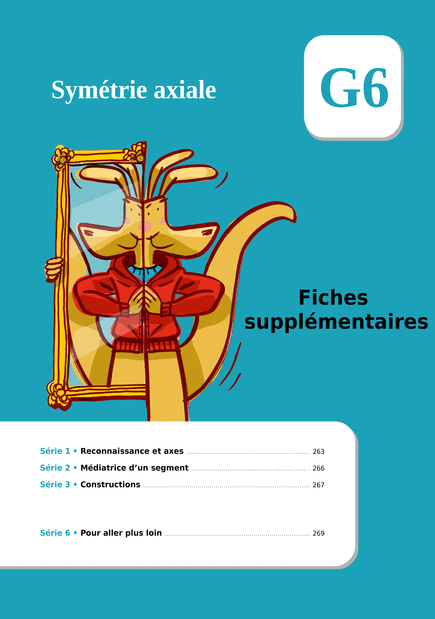 Symétrie axiale
G6
Fiches
supplémentaires
Série 1 • Reconnaissance et axes ........ 263
Série 2 • Médiatrice d’un segment ........ 266
Série 3 • Constructions ........ 267
Série 6 • Pour aller plus loin ........ 269